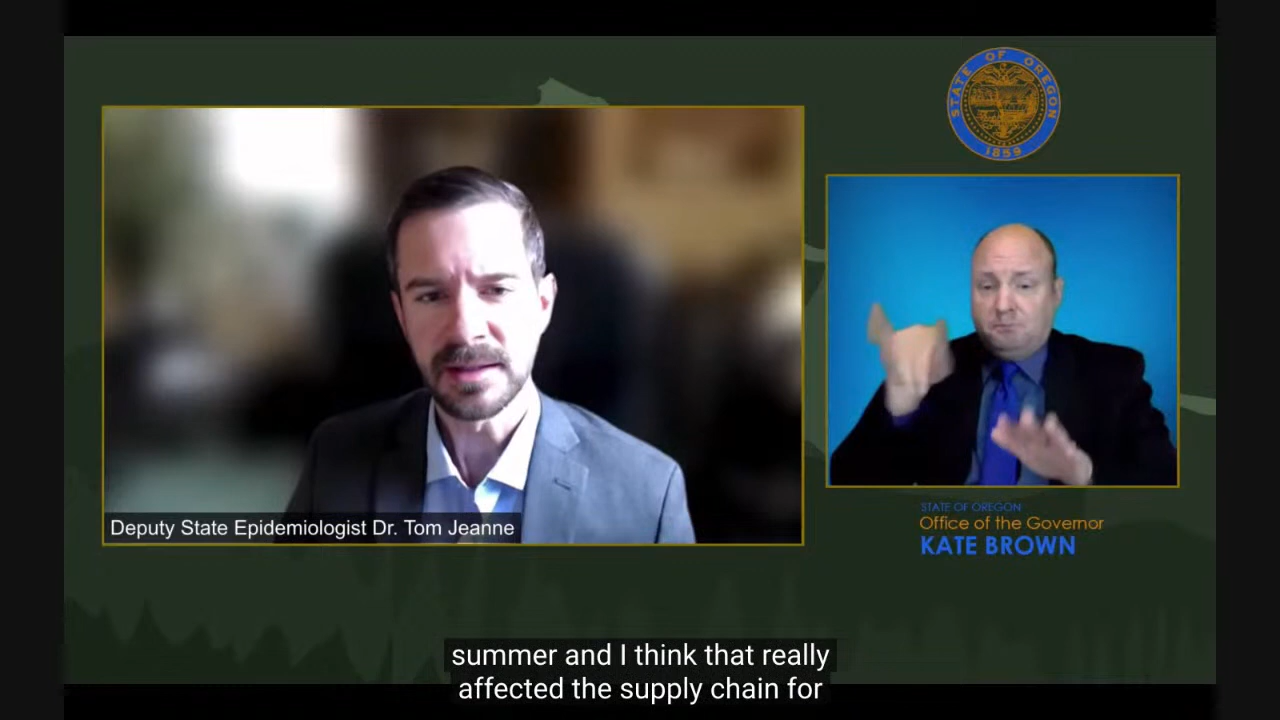 STATE OF OREGON
1859
Deputy State Epidemiologist Dr. Tom Jeanne
STATE OF OREGON
Office of the Governor
KATE BROWN
summer and I think that really
affected the supply chain for